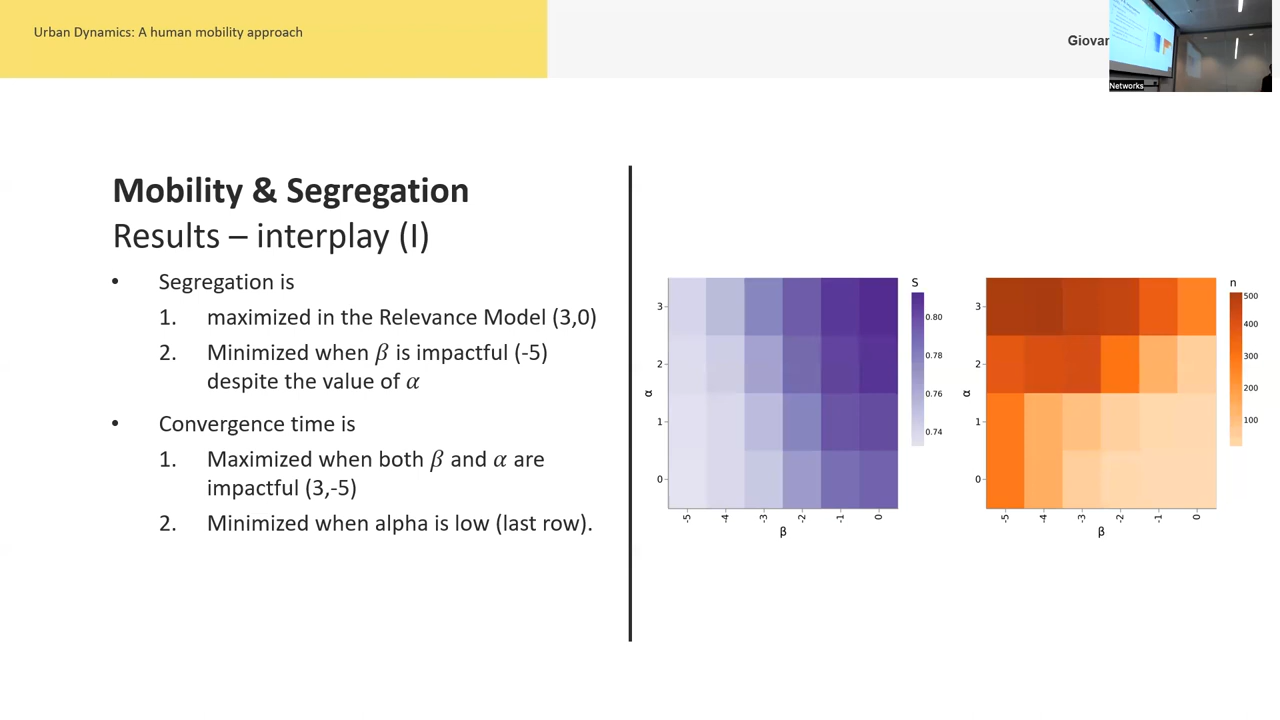 Urban Dynamics: A human mobility approach
Giovan
Networks
Mobility & Segregation
Results – interplay (I)
• Segregation is
1. maximized in the Relevance Model (3,0)
2. Minimized when β is impactful (-5)
despite the value of α
• Convergence time is
1. Maximized when both β and α are
impactful (3,-5)
2. Minimized when alpha is low (last row).
S
0.80
0.78
0.76
0.74
α
3
2
1
0
-5 -4 -3 -2 -1 0
β
n
500
400
300
200
100
α
3
2
1
0
-5 -4 -3 -2 -1 0
β